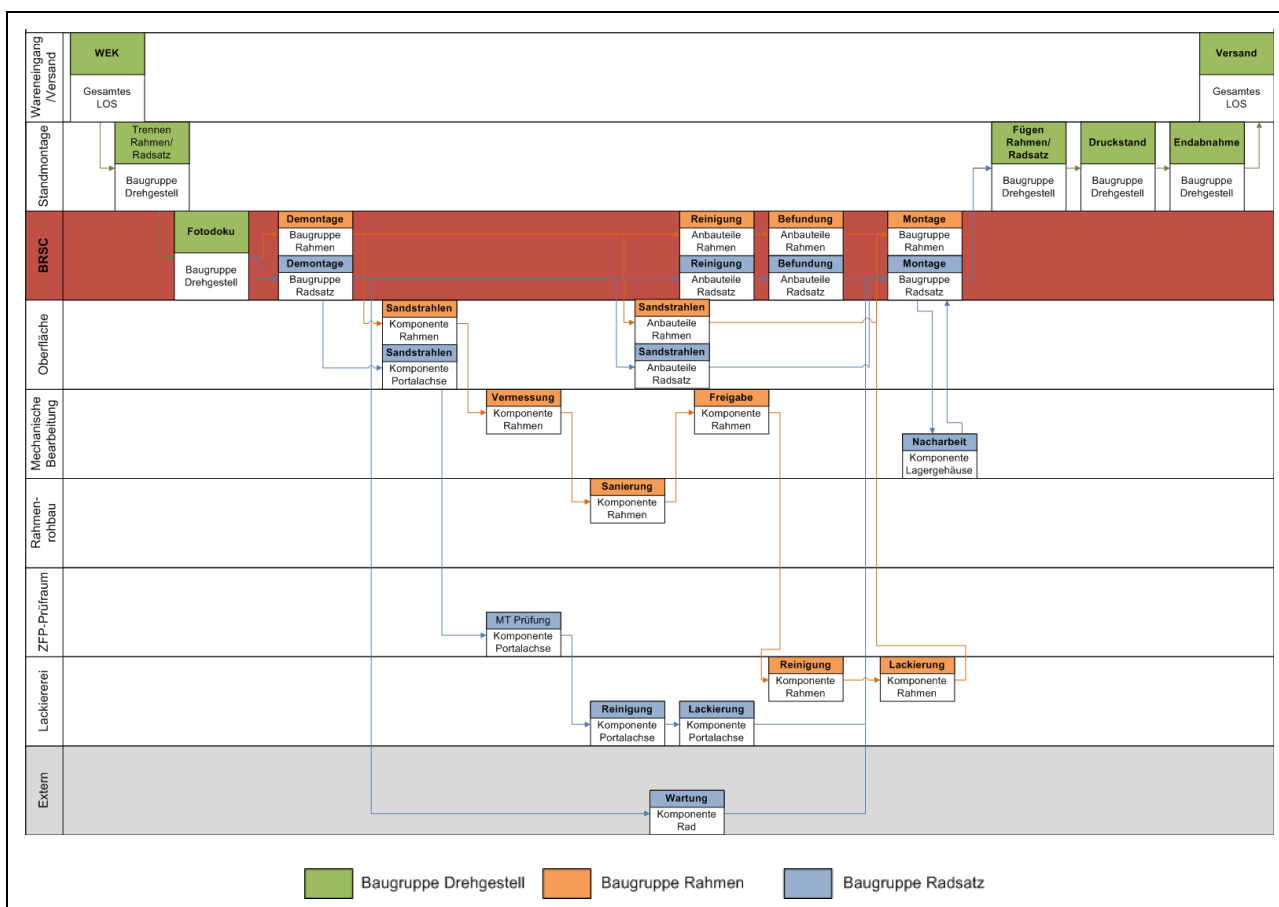 Wareneingang
/Versand
WEK
Gesamtes
LOS
Versand
Gesamtes
LOS
Standmontage
Trennen
Rahmen/
Radsatz
Baugruppe
Drehgestell
Fügen
Rahmen/
Radsatz
Baugruppe
Drehgestell
Druckstand
Baugruppe
Drehgestell
Endabnahme
Baugruppe
Drehgestell
BRSC
Fotodoku
Baugruppe
Drehgestell
Demontage
Baugruppe
Rahmen
Demontage
Baugruppe
Radsatz
Reinigung
Anbauteile
Rahmen
Reinigung
Anbauteile
Radsatz
Befundung
Anbauteile
Rahmen
Befundung
Anbauteile
Radsatz
Montage
Baugruppe
Rahmen
Montage
Baugruppe
Radsatz
Oberfläche
Sandstrahlen
Komponente
Rahmen
Sandstrahlen
Komponente
Portalachse
Sandstrahlen
Anbauteile
Rahmen
Sandstrahlen
Anbauteile
Radsatz
Mechanische
Bearbeitung
Vermessung
Komponente
Rahmen
Freigabe
Komponente
Rahmen
Nacharbeit
Komponente
Lagergehäuse
Rahmen-
rohbau
Sanierung
Komponente
Rahmen
ZFP-Prüfraum
MT Prüfung
Komponente
Portalachse
Lackiererei
Reinigung
Komponente
Rahmen
Lackierung
Komponente
Rahmen
Reinigung
Komponente
Portalachse
Lackierung
Komponente
Portalachse
Extern
Wartung
Komponente
Rad
Baugruppe Drehgestell
Baugruppe Rahmen
Baugruppe Radsatz